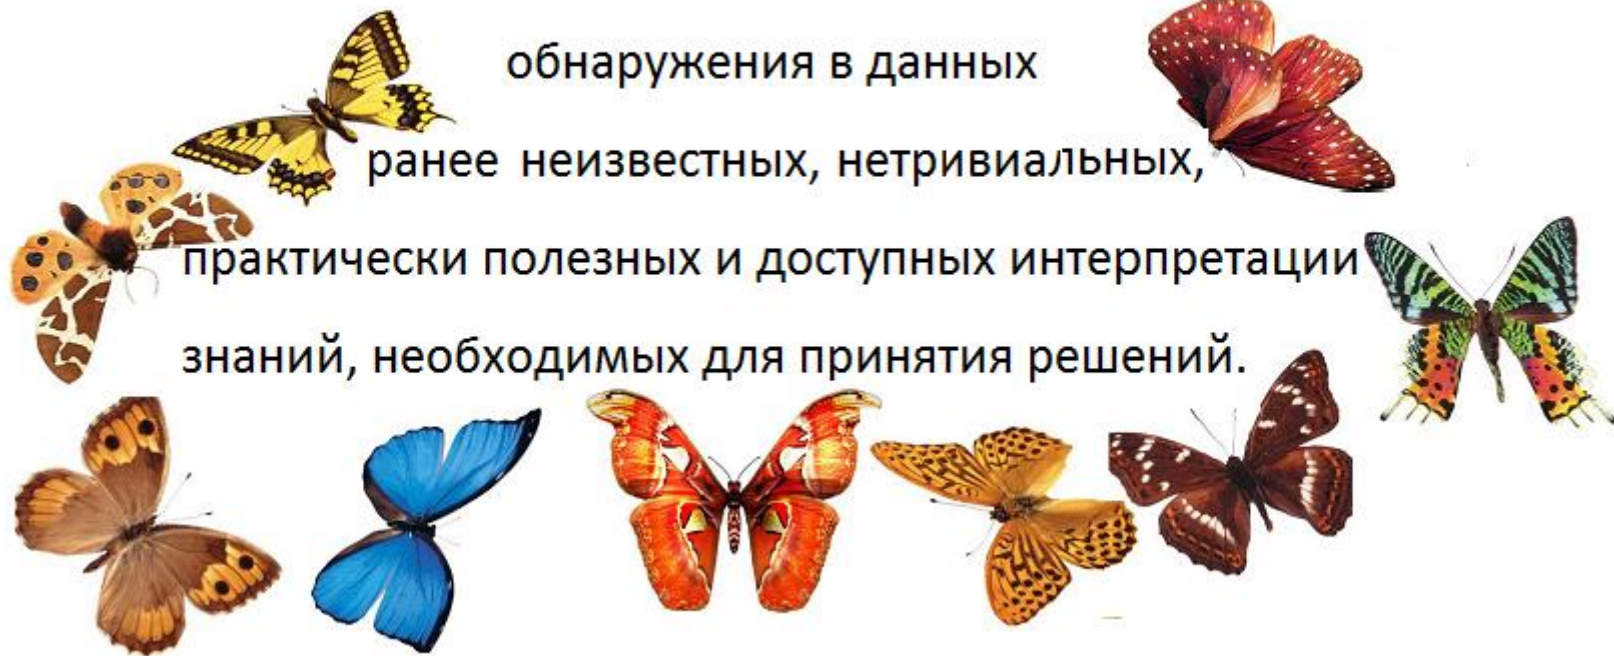 обнаружения в данных
ранее неизвестных, нетривиальных,
практически полезных и доступных интерпретации
знаний, необходимых для принятия решений.